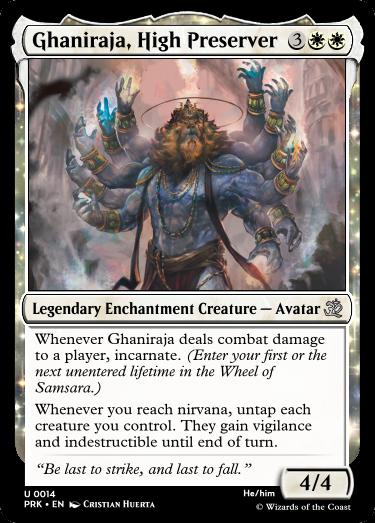 Ghaniraja, High Preserver 3
Legendary Enchantment Creature — Avatar
Whenever Ghaniraja deals combat damage
to a player, incarnate. (Enter your first or the
next unentered lifetime in the Wheel of
Samsara.)
Whenever you reach nirvana, untap each
creature you control. They gain vigilance
and indestructible until end of turn.
“Be last to strike, and last to fall.”
4/4
U 0014
He/him
PRK • EN Cristian Huerta
© Wizards of the Coast